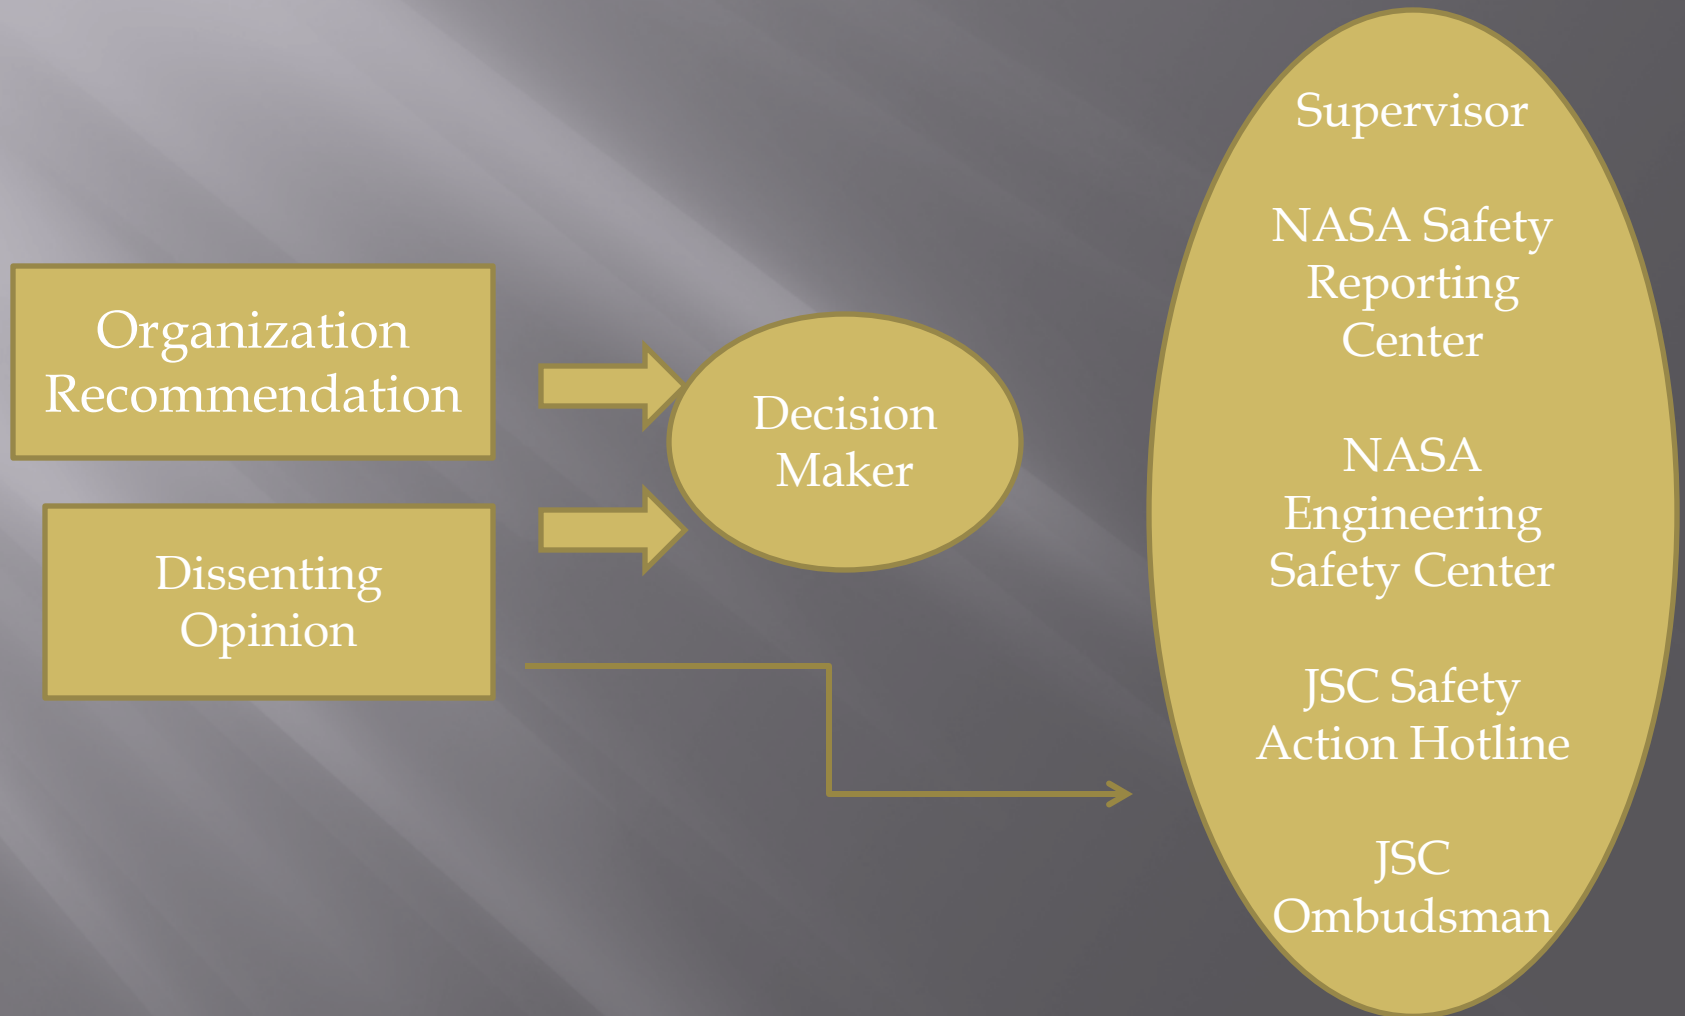 Organization
Recommendation
Dissenting
Opinion
Decision
Maker
Supervisor
NASA Safety
Reporting
Center
NASA
Engineering
Safety Center
JSC Safety
Action Hotline
JSC
Ombudsman